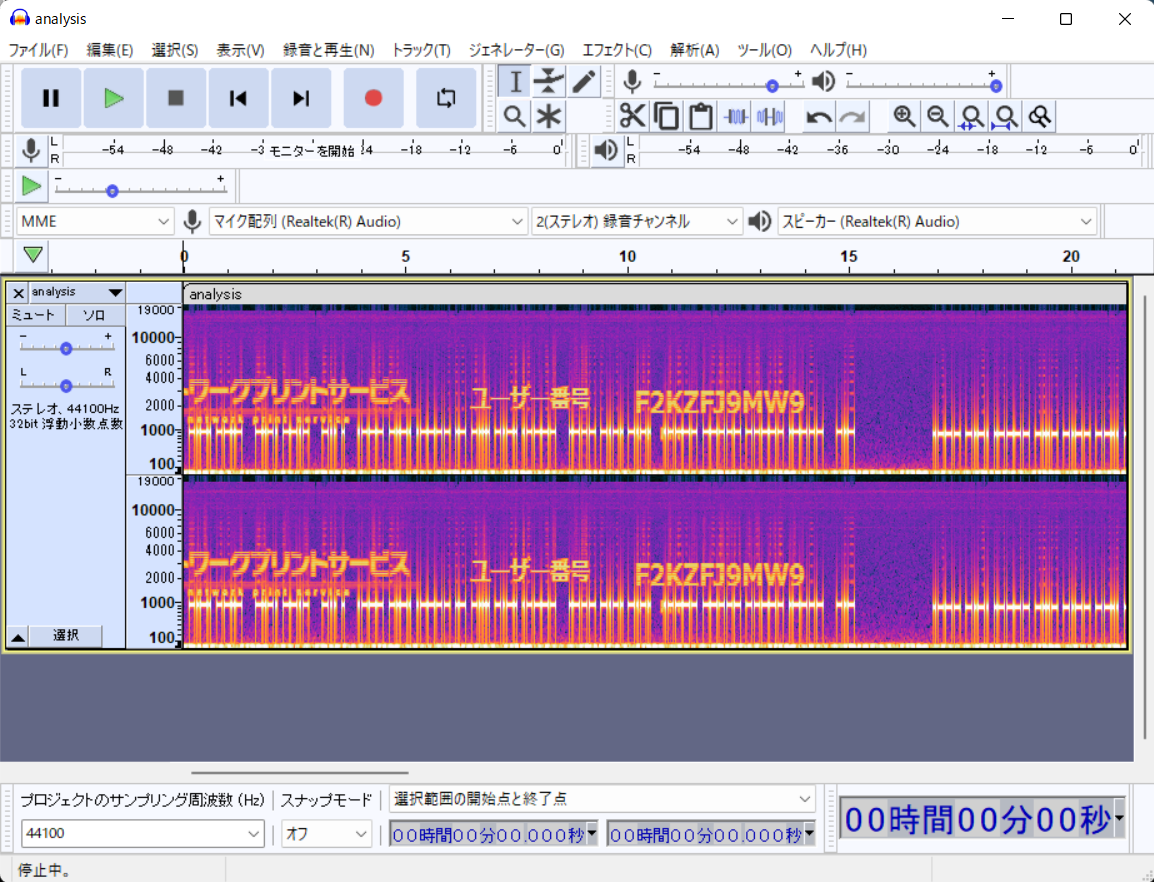 analysis
ファイル(F) 編集(E) 選択(S) 表示(V) 録音と再生(N) トラック(T) ジェネレーター(G) エフェクト(C) 解析(A) ツール(O) ヘルプ(H)
L R -54 -48 -42 -3 モニターを開始 !4 -18 -12 -6 0
L R -54 -48 -42 -36 -30 -24 -18 -12 -6 0
MME マイク配列 (Realtek(R) Audio) 2(ステレオ) 録音チャンネル スピーカー (Realtek(R) Audio)
0 5 10 15 20
analysis
analysis
ミュート ソロ
- +
L R
ステレオ, 44100Hz
32bit 浮動小数点数
19000
10000
6000
4000
2000
1000
100
ワークプリントサービス ユーザー番号 F2KZFJ9MW9
etwork print service
19000
10000
6000
4000
2000
1000
100
ワークプリントサービス ユーザー番号 F2KZFJ9MW9
etwork print service
選択
プロジェクトのサンプリング周波数 (Hz) スナップモード 選択範囲の開始点と終了点
44100 オフ 00時間00分00.000秒 00時間00分00.000秒
00時間00分00秒
停止中。